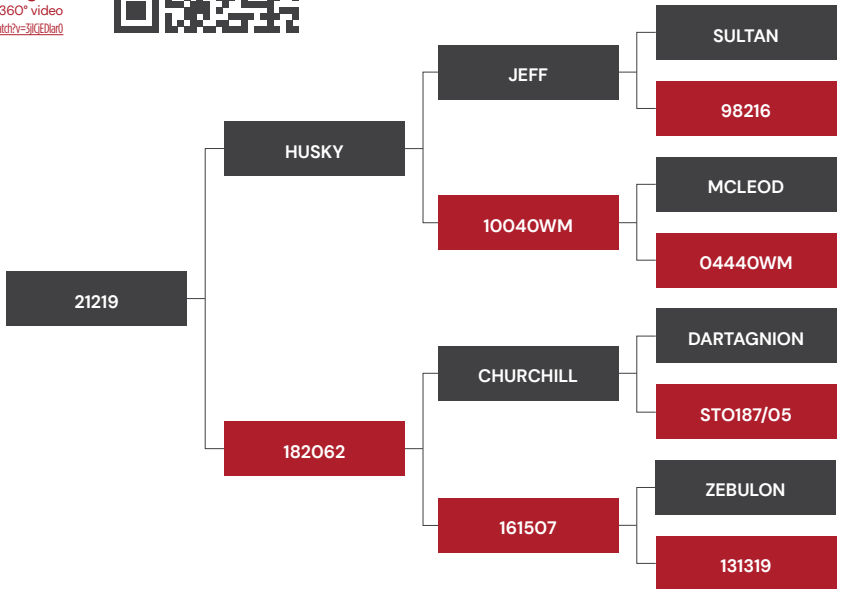 360° video
SULTAN
JEFF
98216
HUSKY
MCLEOD
10040WM
04440WM
21219
DARTAGNION
CHURCHILL
STO187/05
182062
ZEBULON
161507
131319